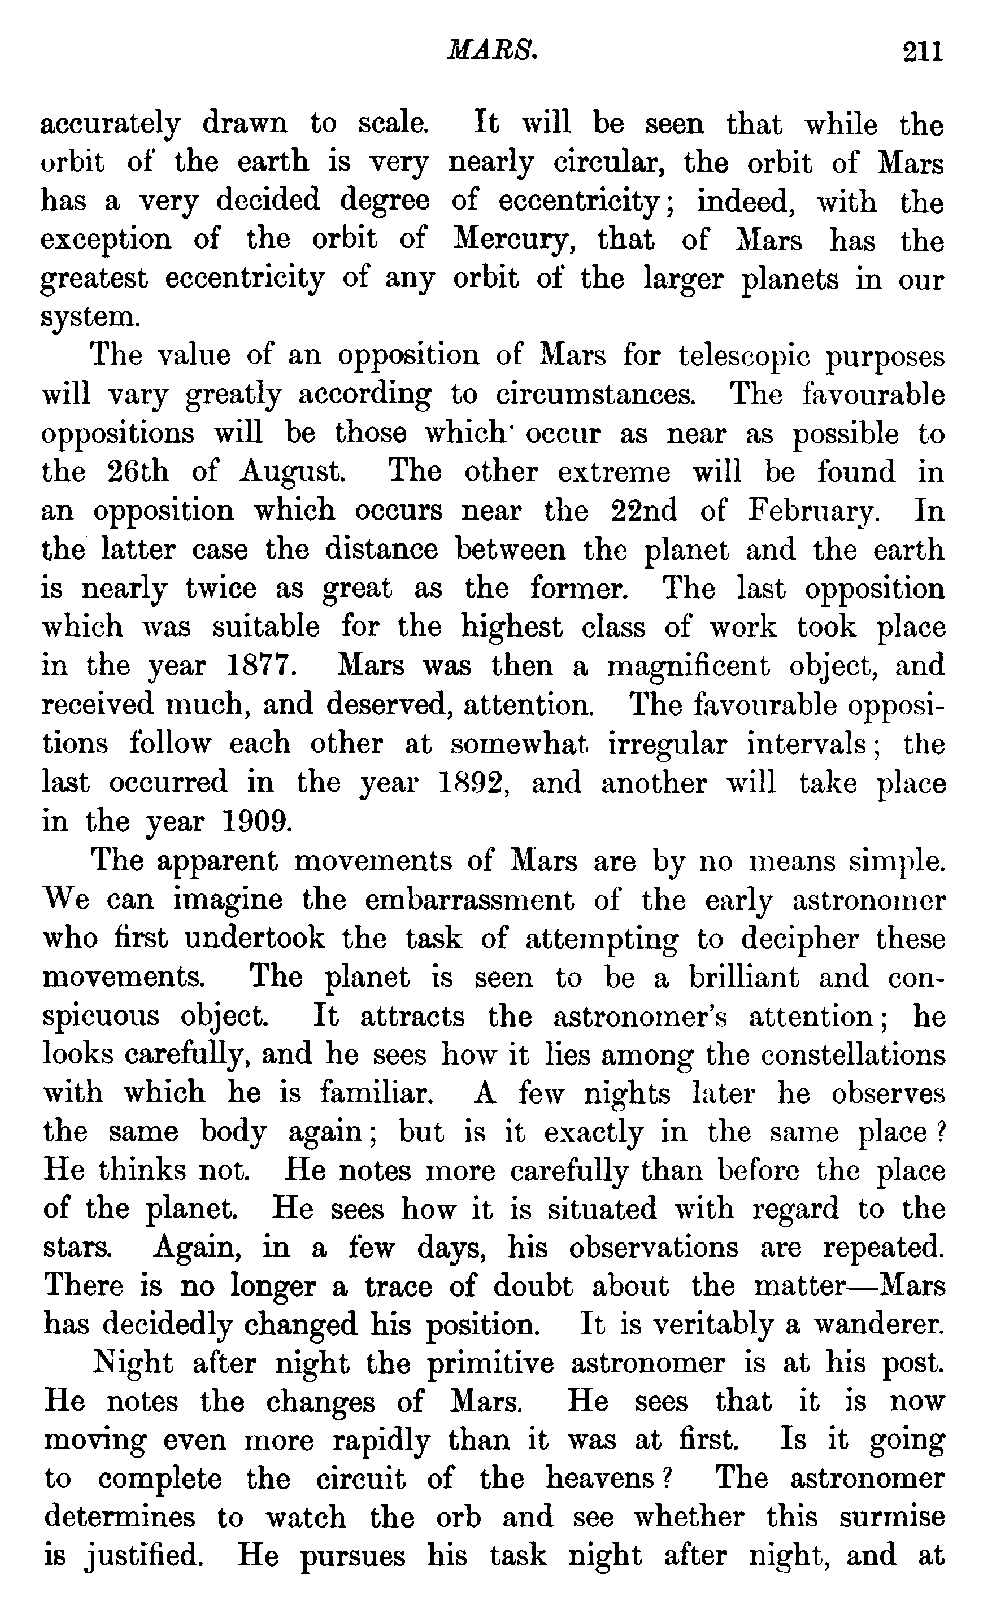 MARS. 211
accurately drawn to scale. It will be seen that while the
orbit of the earth is very nearly circular, the orbit of Mars
has a very decided degree of eccentricity; indeed, with the
exception of the orbit of Mercury, that of Mars has the
greatest eccentricity of any orbit of the larger planets in our
system.
The value of an opposition of Mars for telescopic purposes
will vary greatly according to circumstances. The favourable
oppositions will be those which occur as near as possible to
the 26th of August. The other extreme will be found in
an opposition which occurs near the 22nd of February. In
the latter case the distance between the planet and the earth
is nearly twice as great as the former. The last opposition
which was suitable for the highest class of work took place
in the year 1877. Mars was then a magnificent object, and
received much, and deserved, attention. The favourable opposi-
tions follow each other at somewhat irregular intervals; the
last occurred in the year 1892, and another will take place
in the year 1909.
The apparent movements of Mars are by no means simple.
We can imagine the embarrassment of the early astronomer
who first undertook the task of attempting to decipher these
movements. The planet is seen to be a brilliant and con-
spicuous object. It attracts the astronomer's attention; he
looks carefully, and he sees how it lies among the constellations
with which he is familiar. A few nights later he observes
the same body again; but is it exactly in the same place?
He thinks not. He notes more carefully than before the place
of the planet. He sees how it is situated with regard to the
stars. Again, in a few days, his observations are repeated.
There is no longer a trace of doubt about the matter—Mars
has decidedly changed his position. It is veritably a wanderer.
Night after night the primitive astronomer is at his post.
He notes the changes of Mars. He sees that it is now
moving even more rapidly than it was at first. Is it going
to complete the circuit of the heavens? The astronomer
determines to watch the orb and see whether this surmise
is justified. He pursues his task night after night, and at